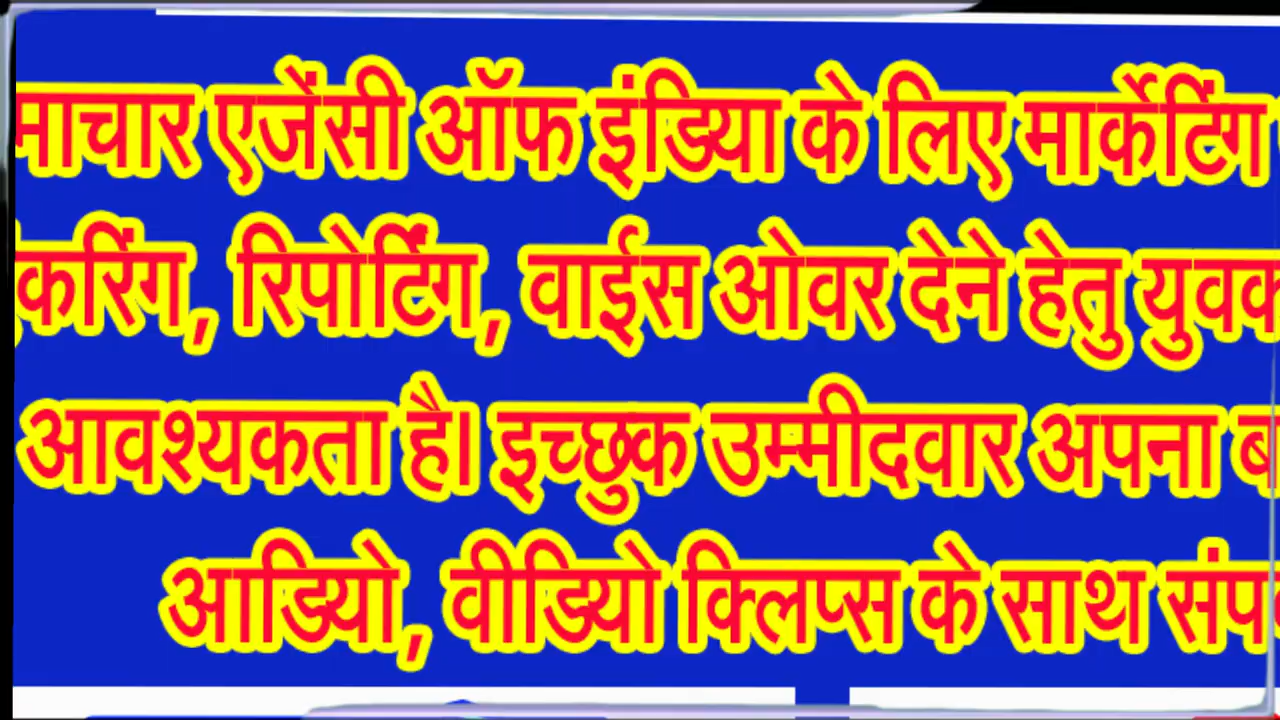 माचार एजेंसी ऑफ इंडिया के लिए मार्केटिंग
करिंग, रिपोर्टिंग, वाईस ओवर देने हेतु युवक
आवश्यकता है। इच्छुक उम्मीदवार अपना
आडियो, वीडियो क्लिप्स के साथ संप